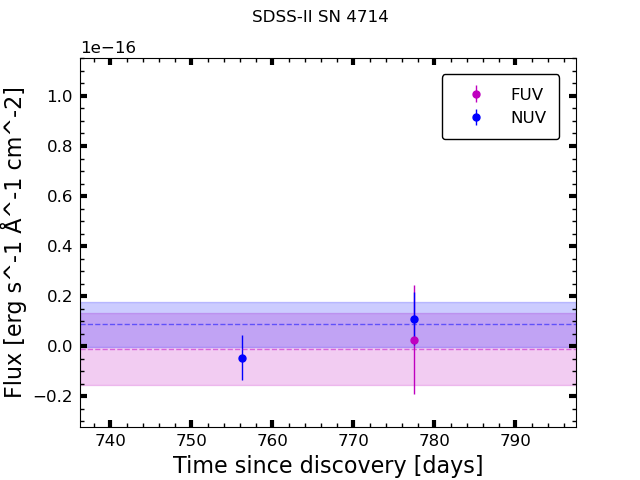 SDSS-II SN 4714
1e−16
FUV
NUV
1.0
0.8
0.6
0.4
0.2
0.0
−0.2
Flux [erg s^-1 Å^-1 cm^-2]
740 750 760 770 780 790
Time since discovery [days]